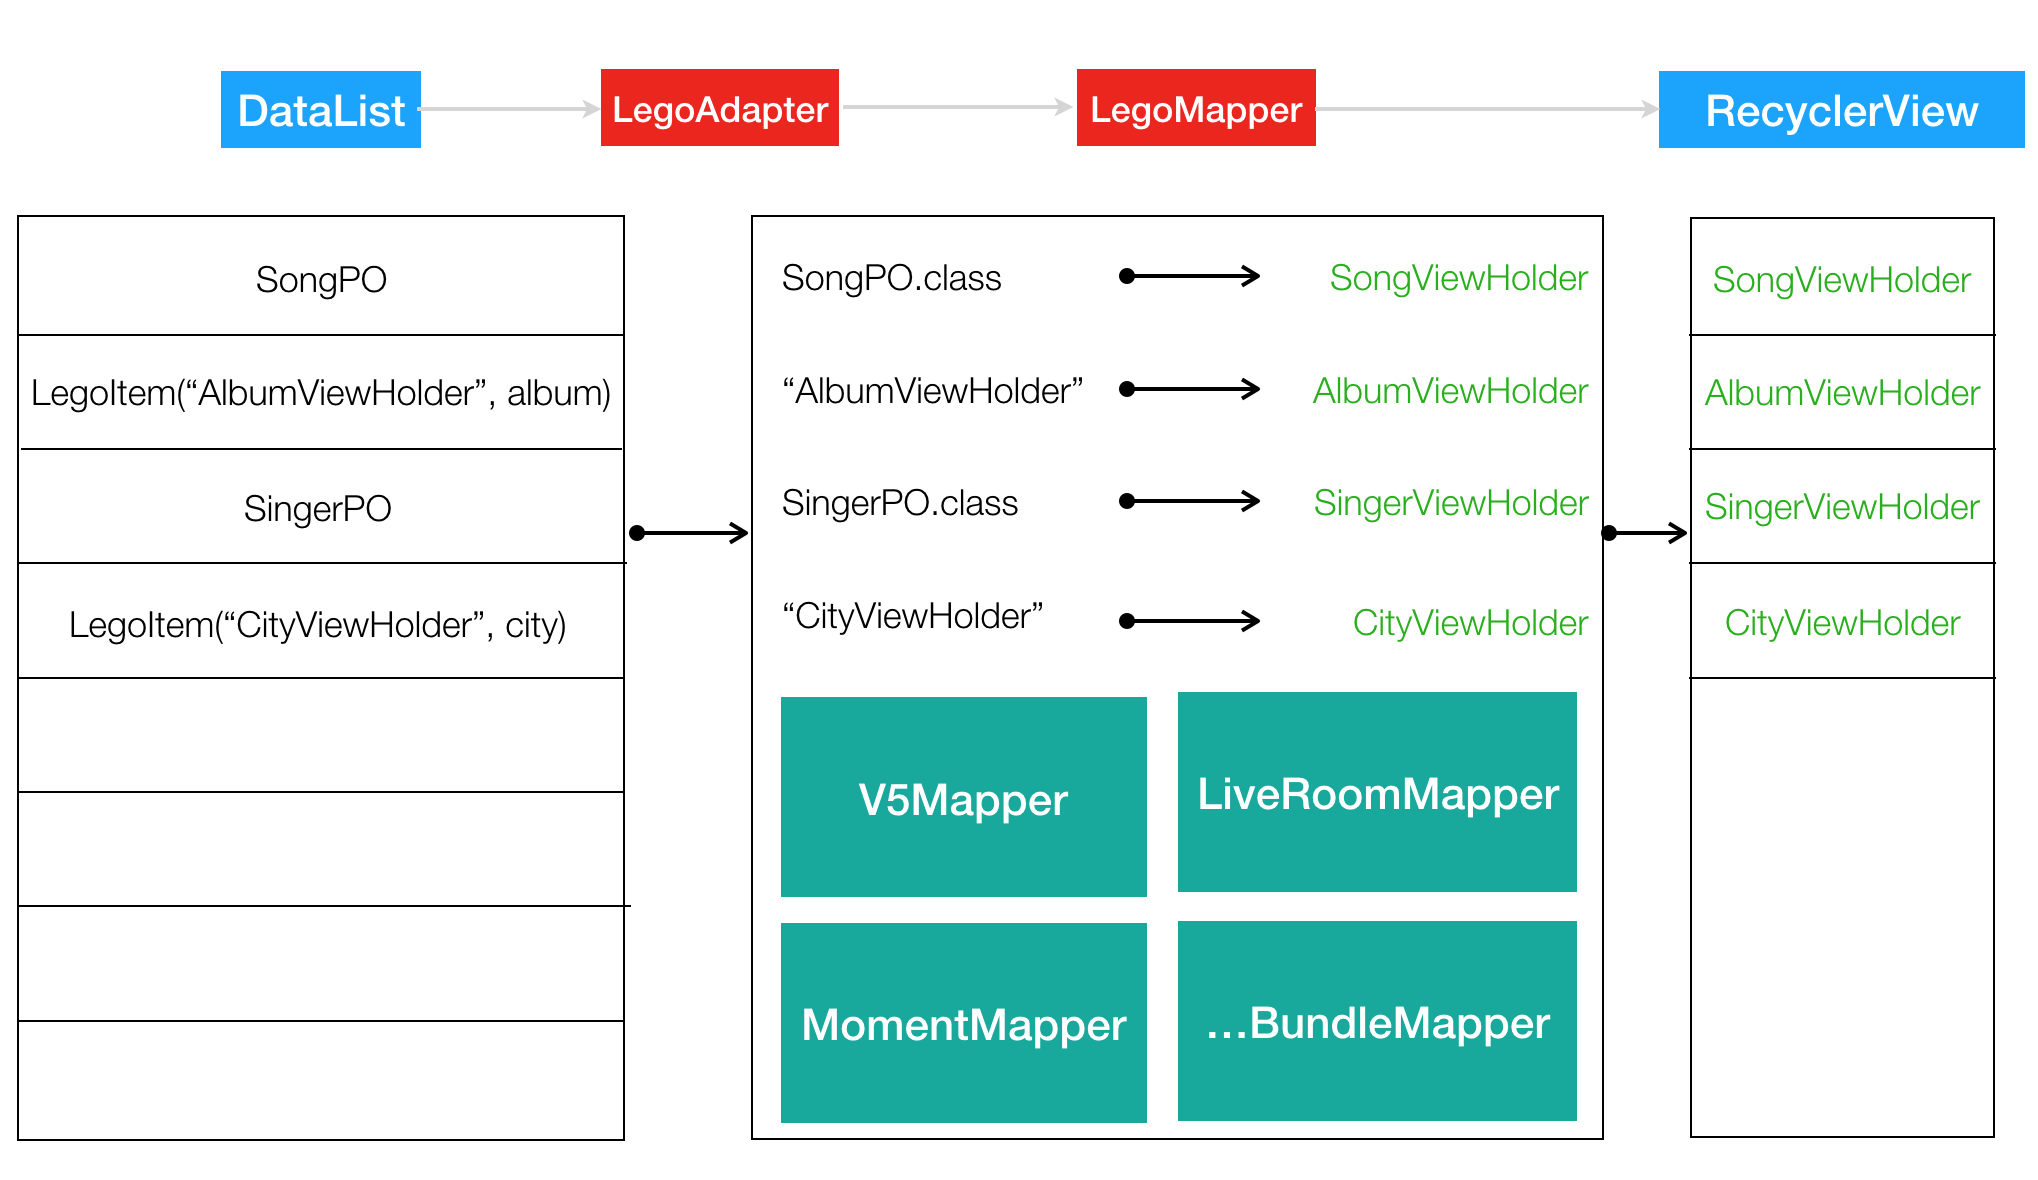 DataList
LegoAdapter
LegoMapper
RecyclerView
SongPO
LegoItem(“AlbumViewHolder”, album)
SingerPO
LegoItem(“CityViewHolder”, city)
SongPO.class
SongViewHolder
“AlbumViewHolder”
AlbumViewHolder
SingerPO.class
SingerViewHolder
“CityViewHolder”
CityViewHolder
V5Mapper
LiveRoomMapper
MomentMapper
...BundleMapper
SongViewHolder
AlbumViewHolder
SingerViewHolder
CityViewHolder